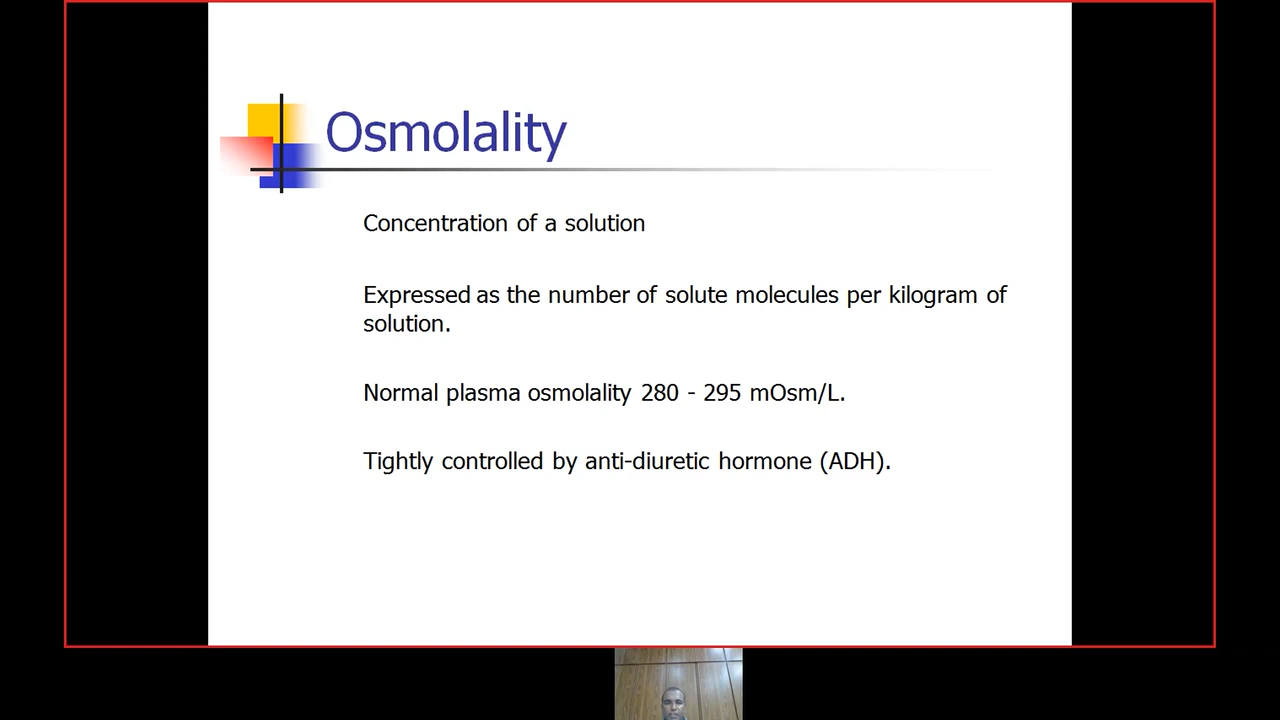 Osmolality
Concentration of a solution
Expressed as the number of solute molecules per kilogram of
solution.
Normal plasma osmolality 280 - 295 mOsm/L.
Tightly controlled by anti-diuretic hormone (ADH).